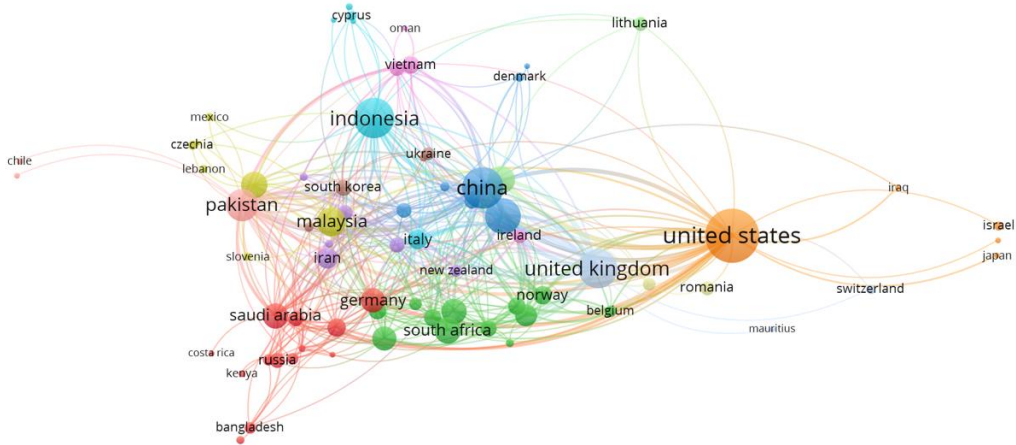 cyprus
lithuania
oman
vietnam
denmark
indonesia
mexico
czechia
ukraine
chile
lebanon
south korea
china
iraq
pakistan
malaysia
israel
italy
ireland
united states
slovenia
iran
new zealand
united kingdom
japan
switzerland
romania
norway
germany
belgium
saudi arabia
south africa
mauritius
costa rica
russia
kenya
bangladesh